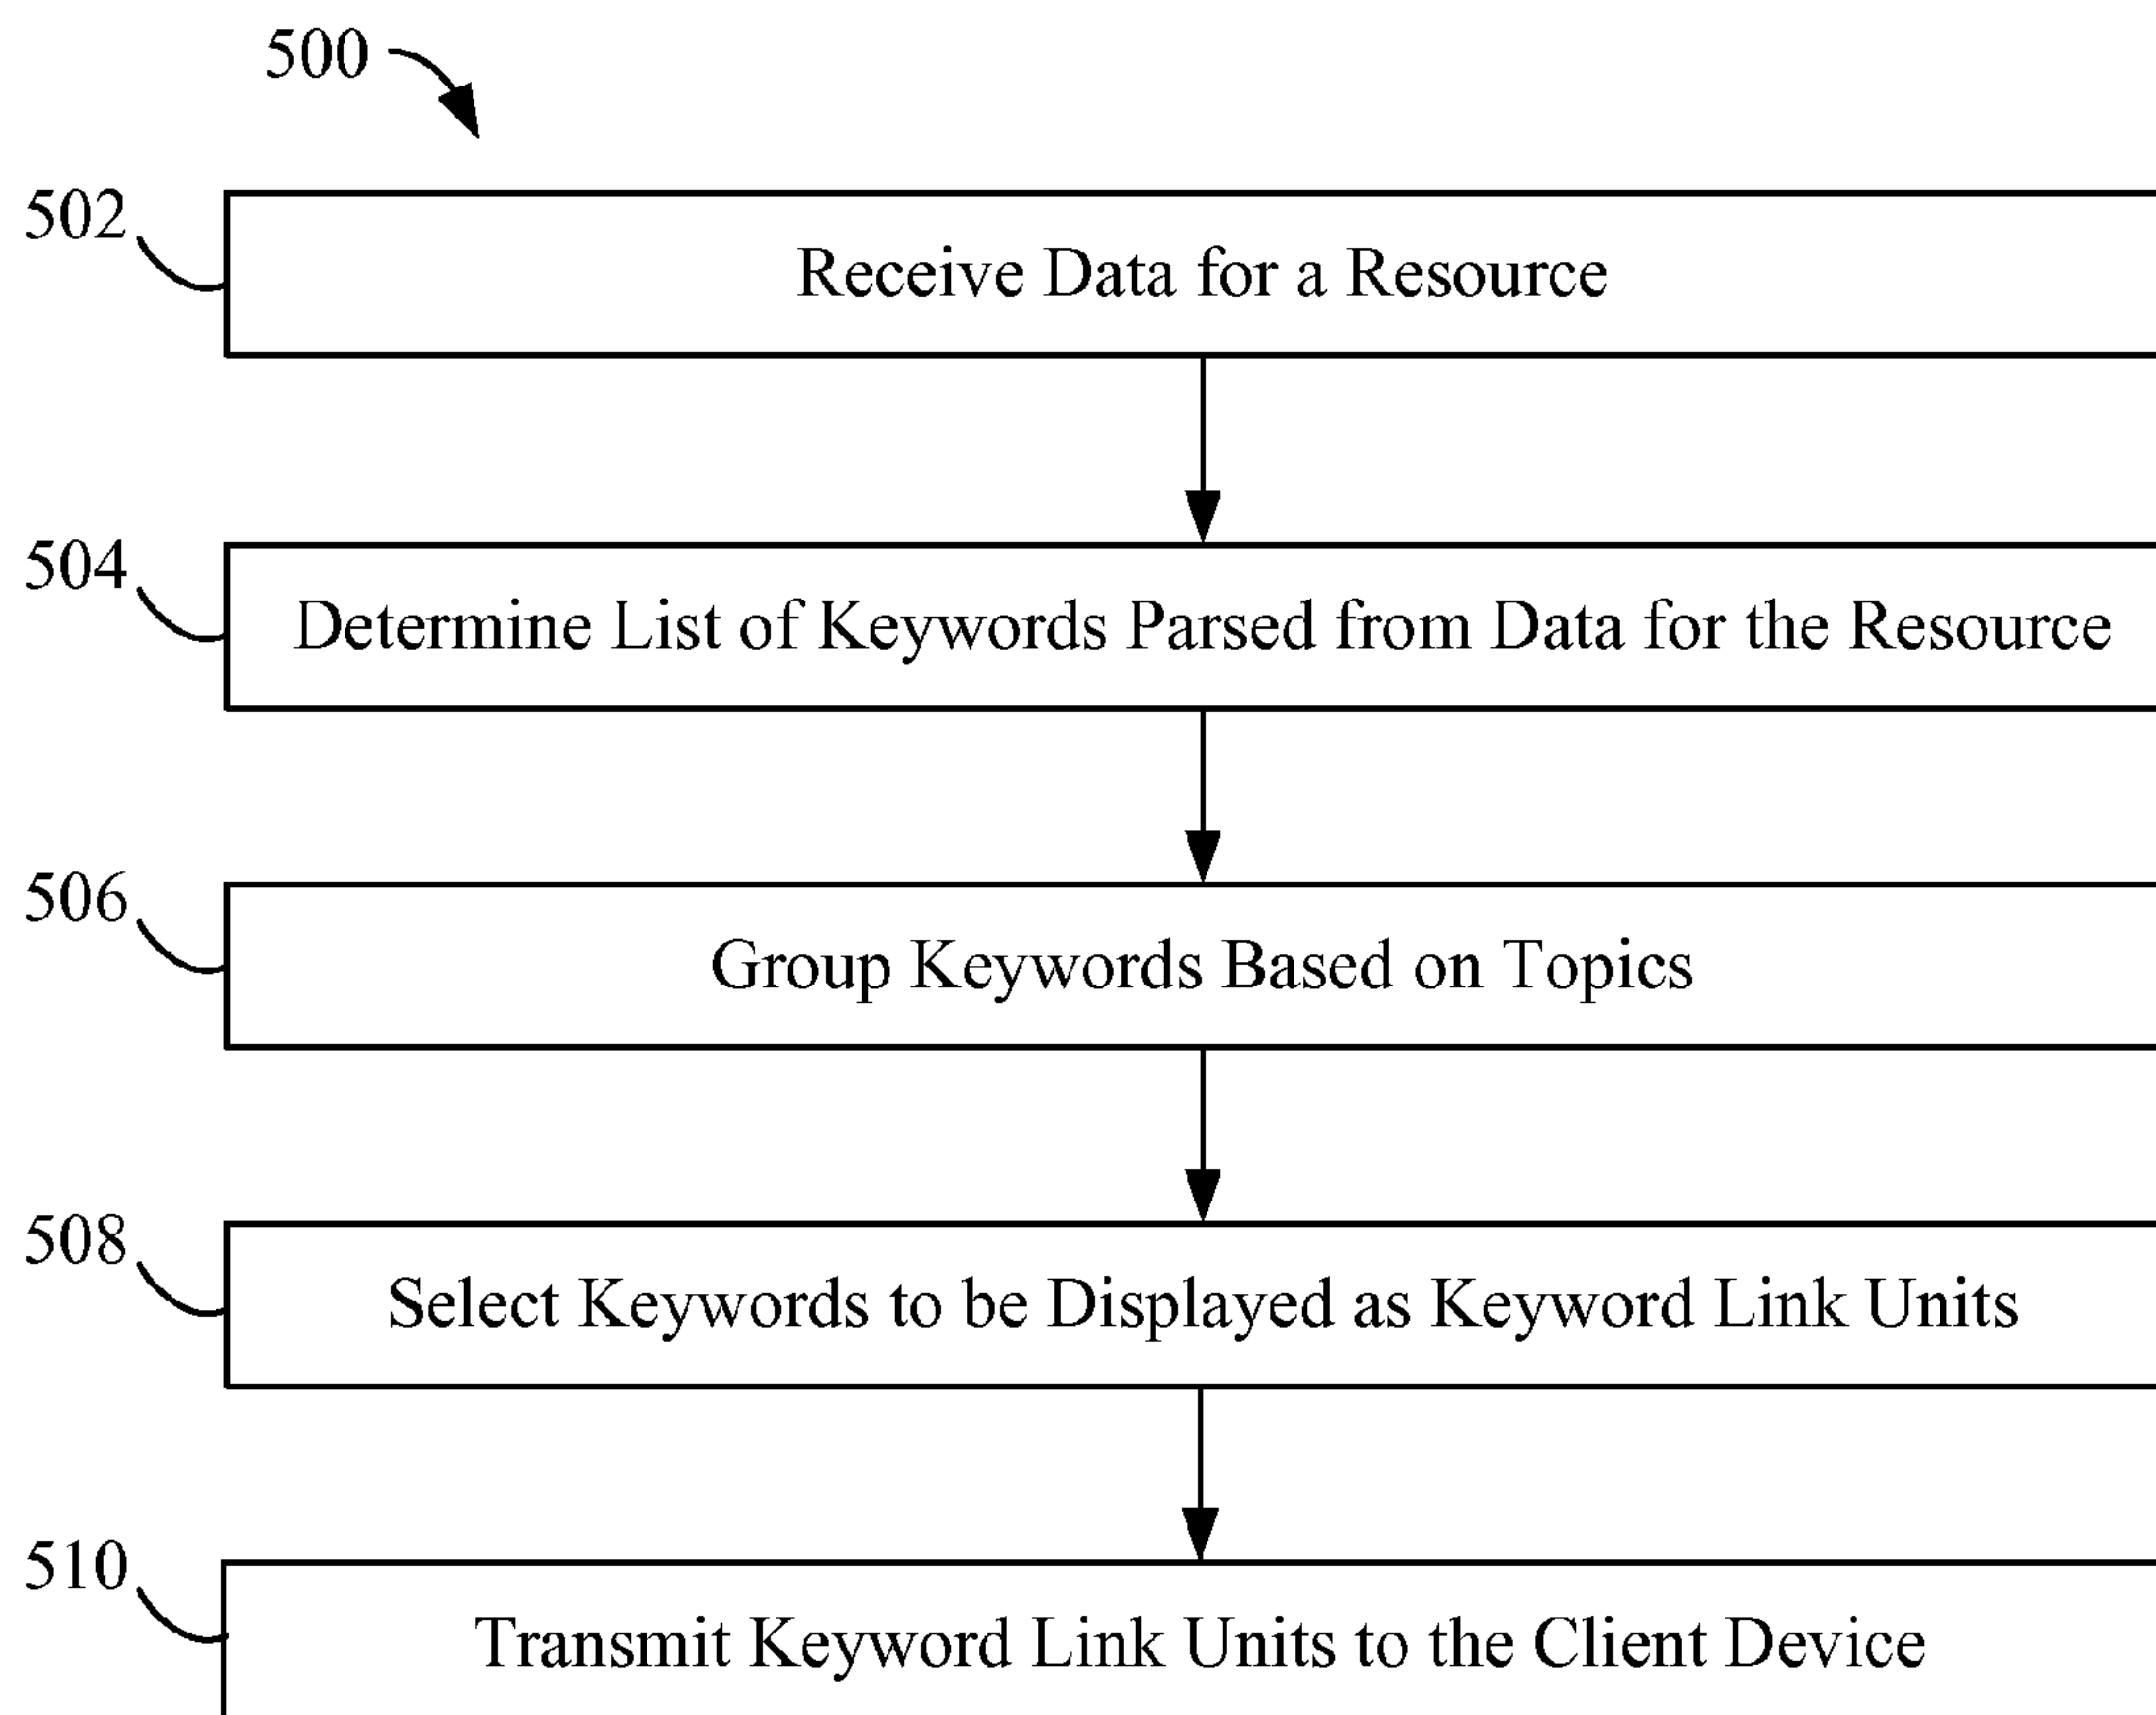 500
502
Receive Data for a Resource
504
Determine List of Keywords Parsed from Data for the Resource
506
Group Keywords Based on Topics
508
Select Keywords to be Displayed as Keyword Link Units
510
Transmit Keyword Link Units to the Client Device